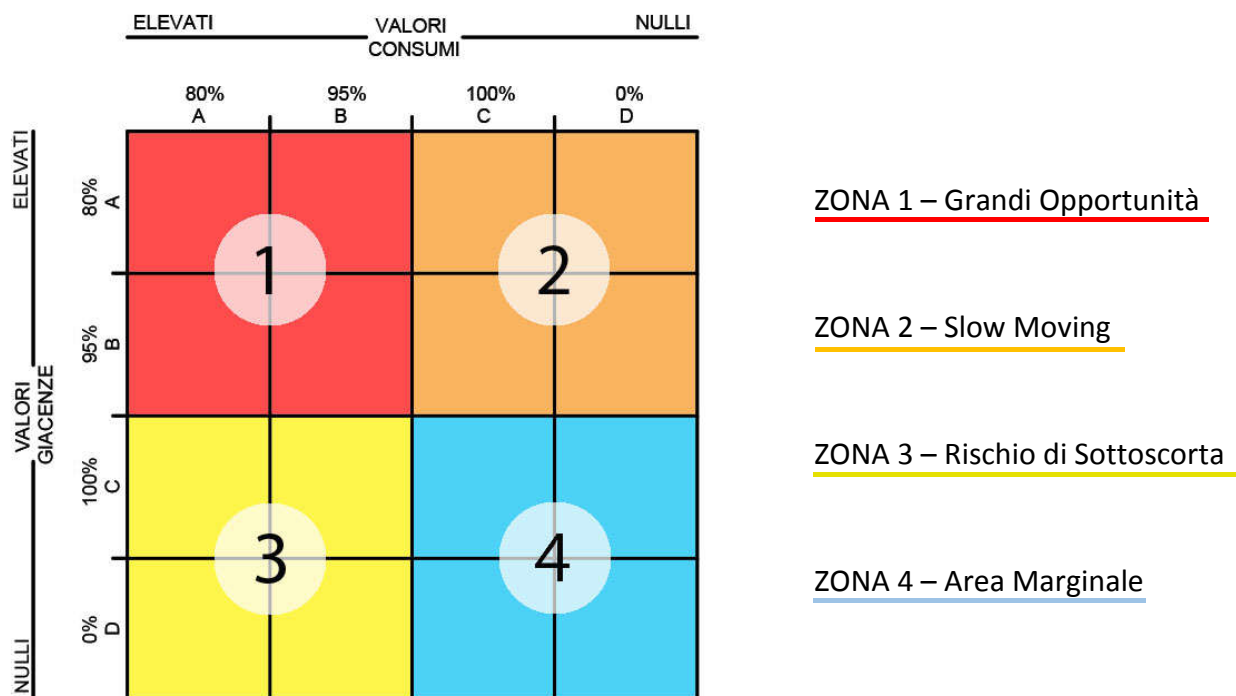 ELEVATI
VALORI
CONSUMI
NULLI
80%
95%
100%
0%
A
B
C
D
ELEVATI
VALORI
GIACENZE
NULLI
80%
A
95%
B
100%
C
0%
D
1
2
3
4
ZONA 1 – Grandi Opportunità
ZONA 2 – Slow Moving
ZONA 3 – Rischio di Sottoscorta
ZONA 4 – Area Marginale